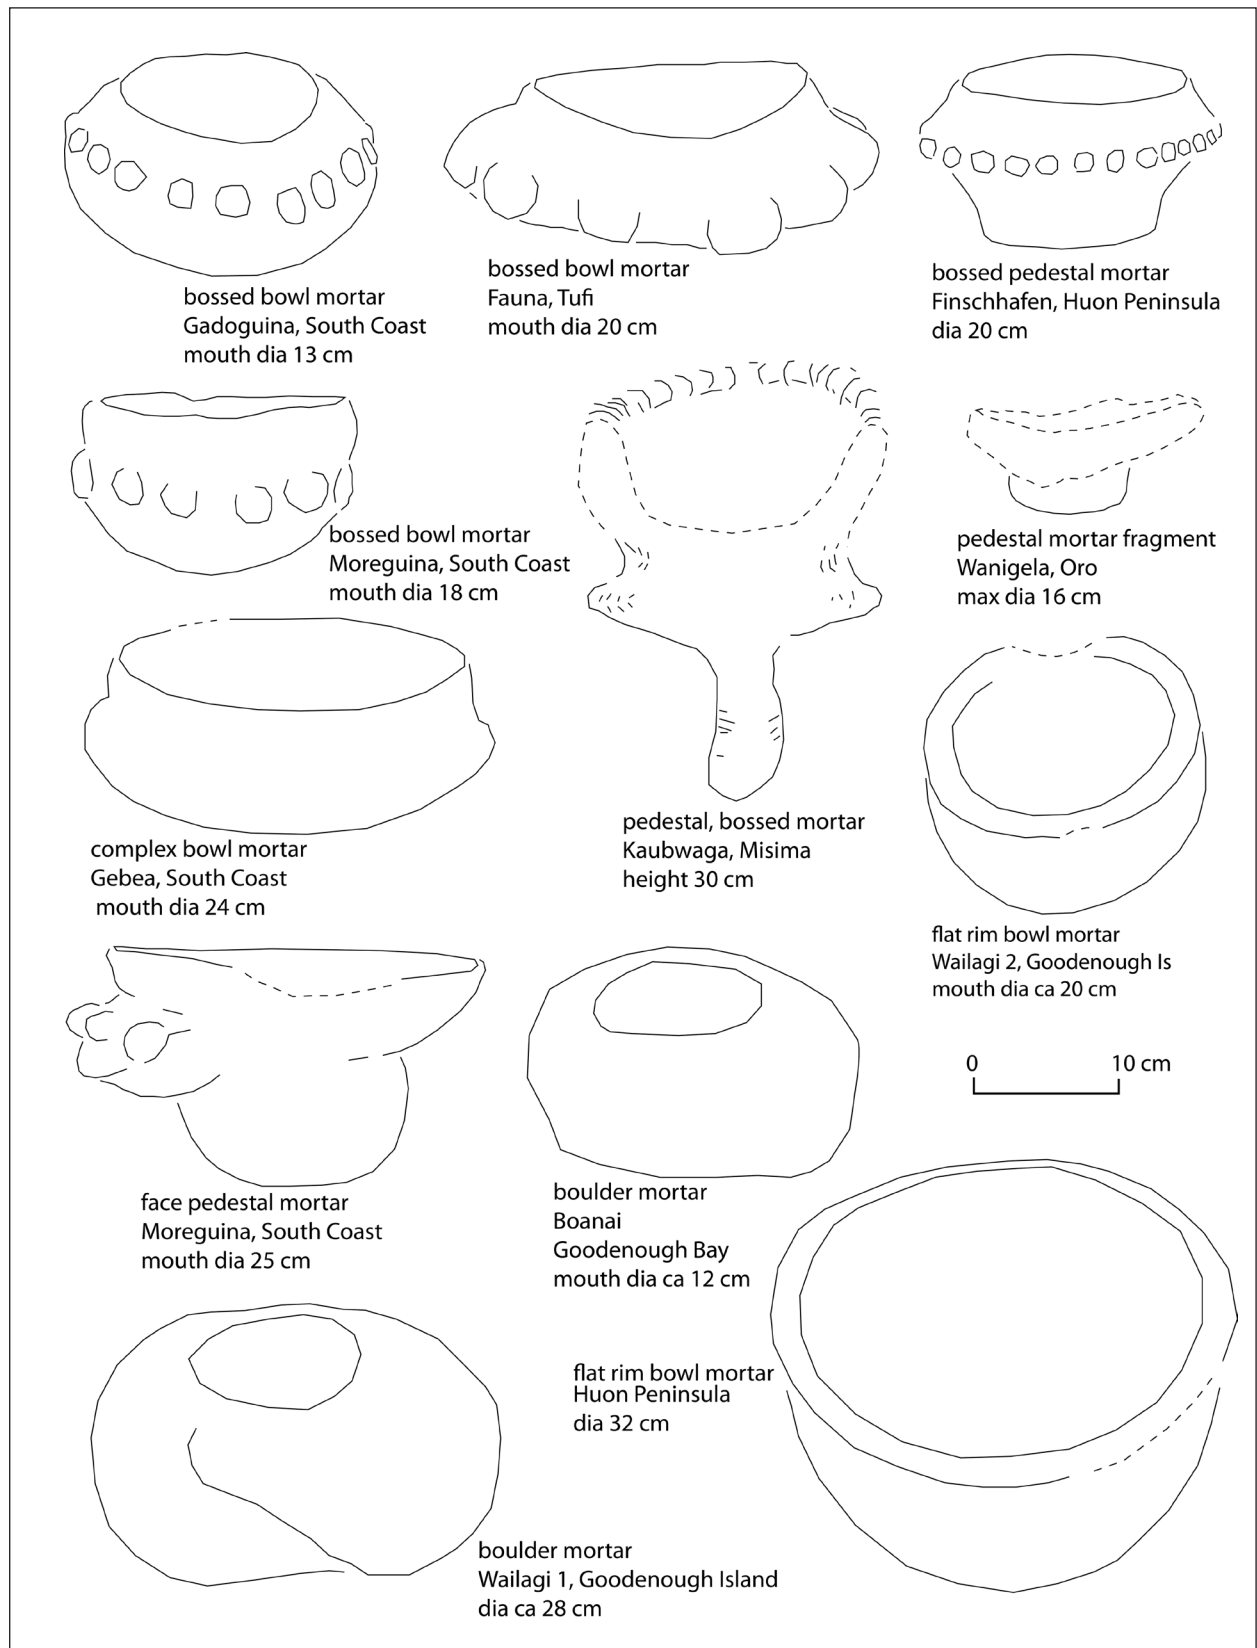 bossed bowl mortar
Gadoguina, South Coast
mouth dia 13 cm
bossed bowl mortar
Fauna, Tufi
mouth dia 20 cm
bossed pedestal mortar
Finschhafen, Huon Peninsula
dia 20 cm
bossed bowl mortar
Moreguina, South Coast
mouth dia 18 cm
pedestal mortar fragment
Wanigela, Oro
max dia 16 cm
complex bowl mortar
Gebea, South Coast
mouth dia 24 cm
pedestal, bossed mortar
Kaubwaga, Misima
height 30 cm
flat rim bowl mortar
Wailagi 2, Goodenough Is
mouth dia ca 20 cm
0 10 cm
face pedestal mortar
Moreguina, South Coast
mouth dia 25 cm
boulder mortar
Boanai
Goodenough Bay
mouth dia ca 12 cm
flat rim bowl mortar
Huon Peninsula
dia 32 cm
boulder mortar
Wailagi 1, Goodenough Island
dia ca 28 cm